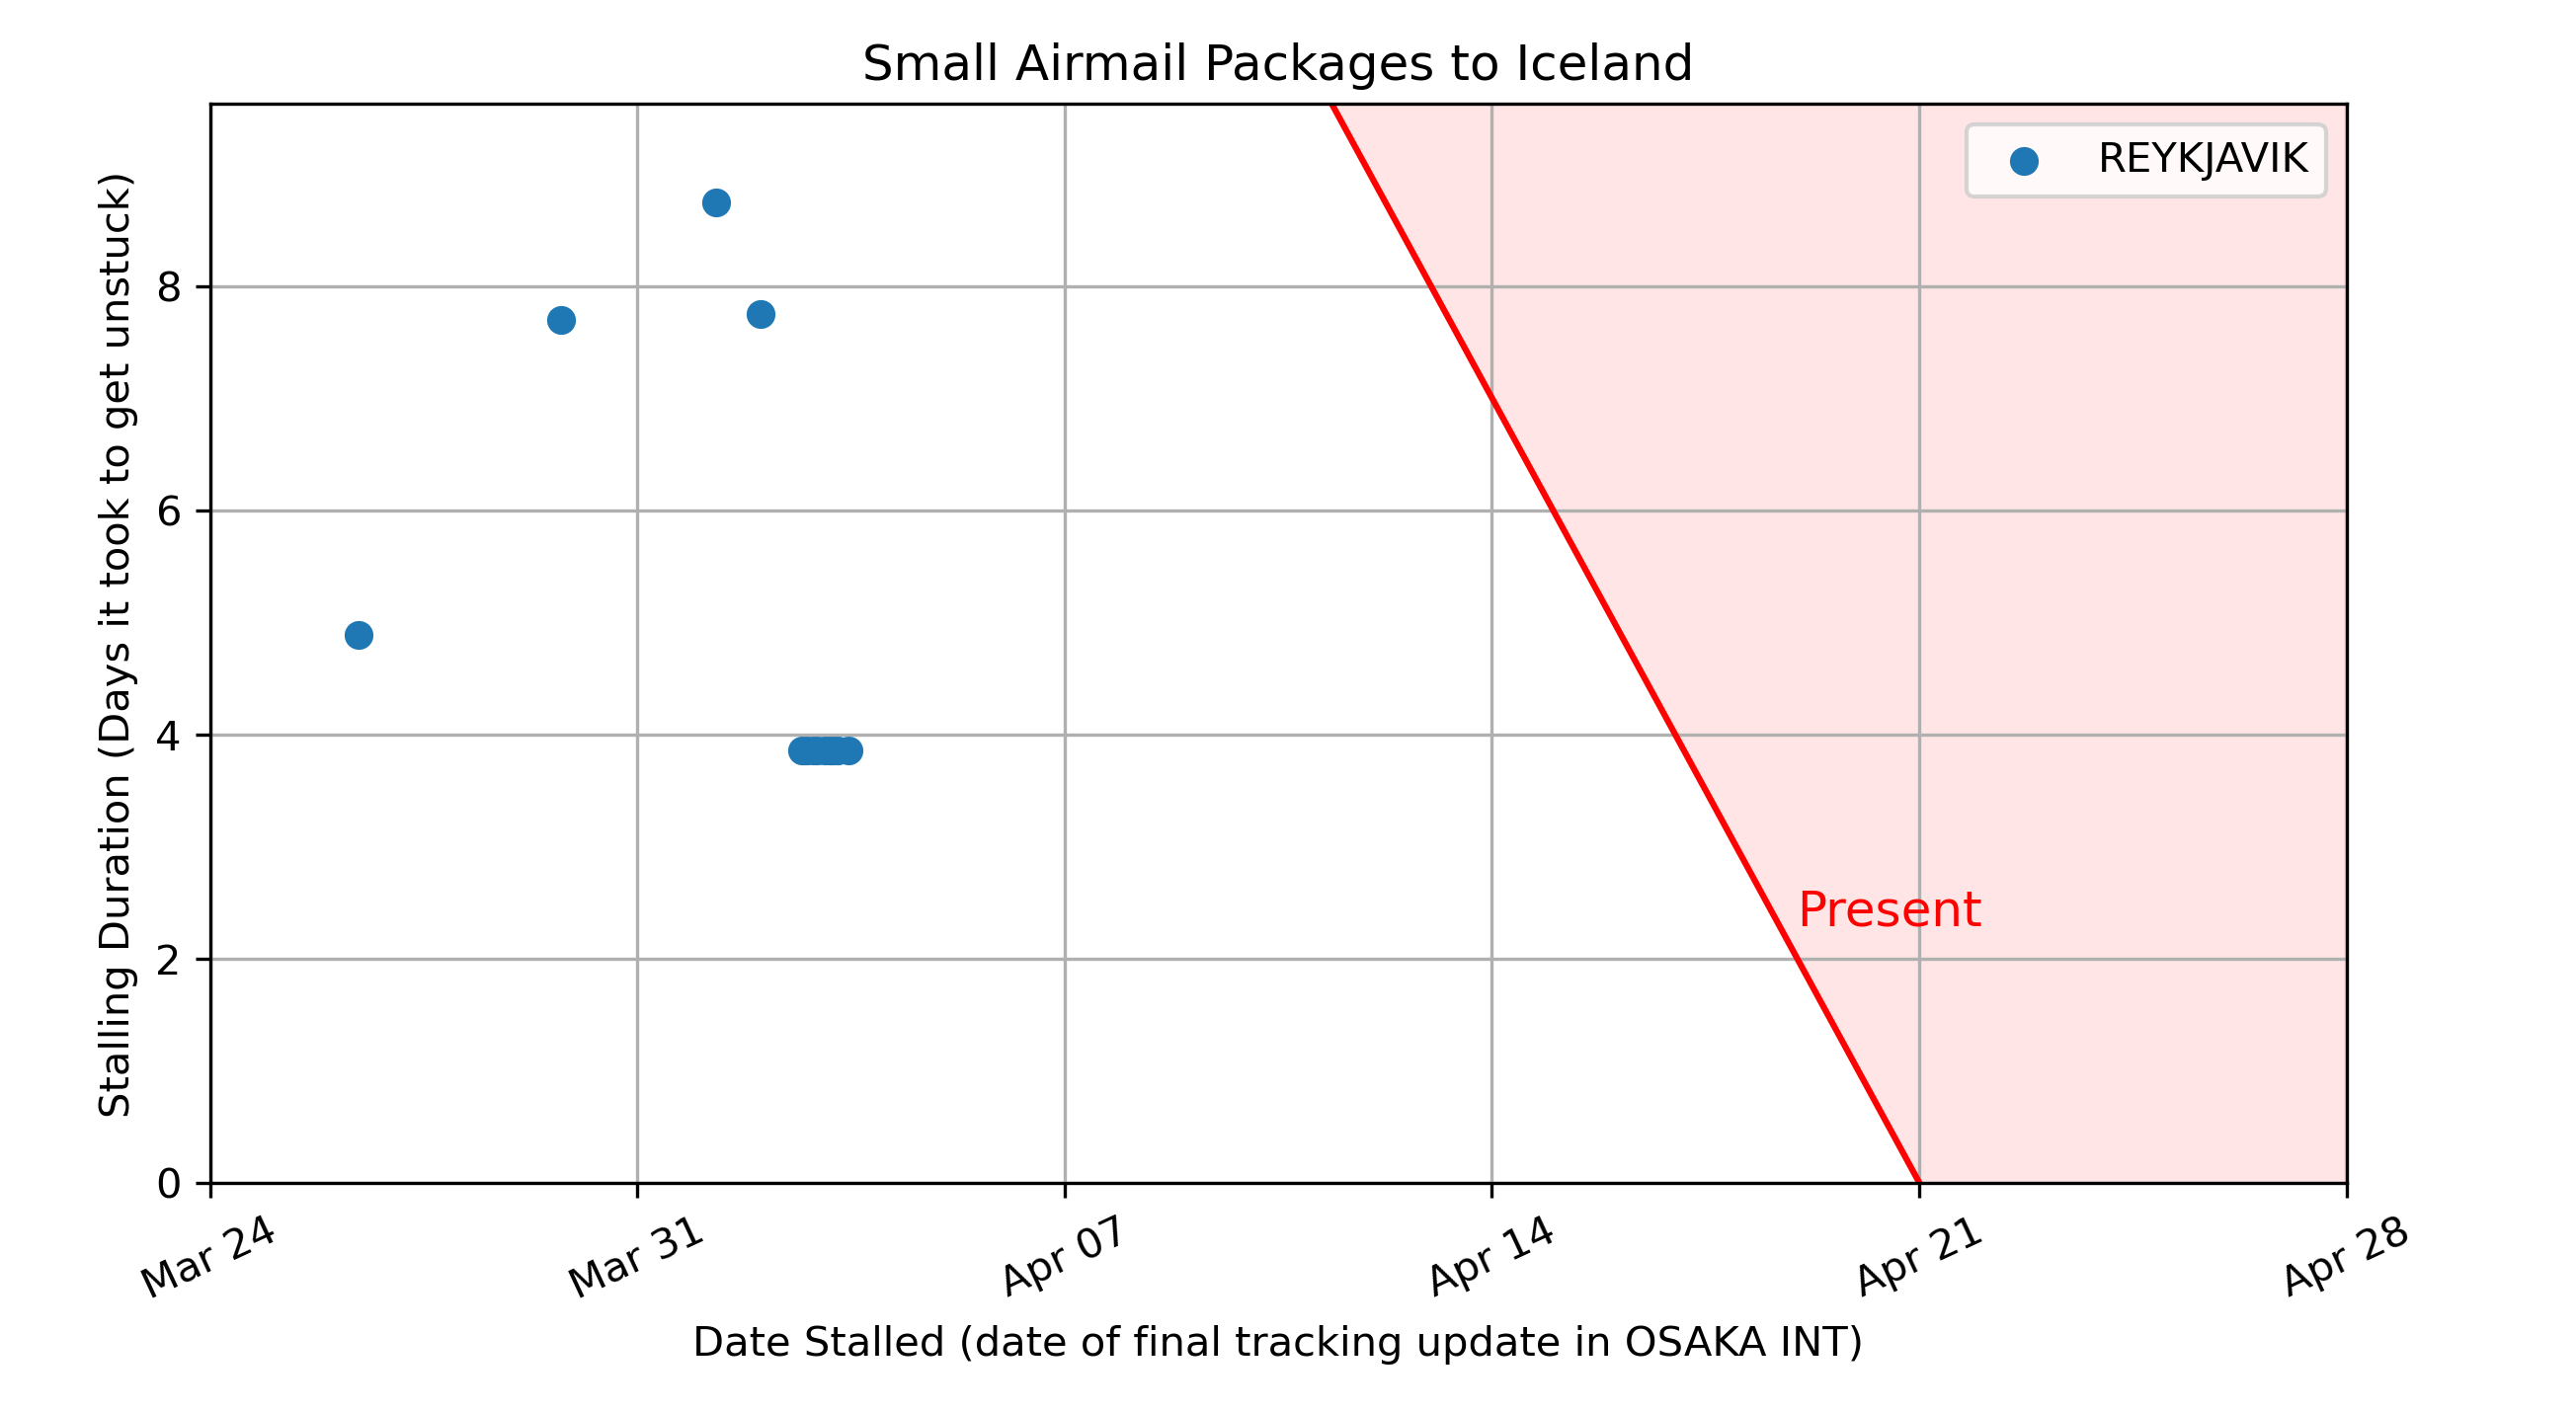 Small Airmail Packages to Iceland
REYKJAVIK
Stalling Duration (Days it took to get unstuck)
8
6
4
2
0
Present
Mar 24
Mar 31
Apr 07
Apr 14
Apr 21
Apr 28
Date Stalled (date of final tracking update in OSAKA INT)